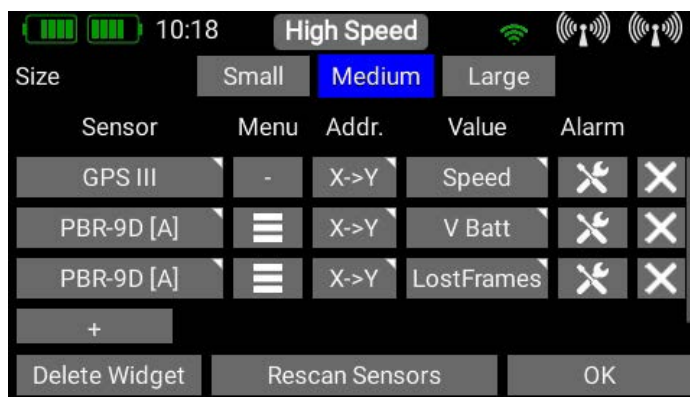 10:18 High Speed
Size Small Medium Large
Sensor Menu Addr. Value Alarm
GPS III - X->Y Speed
PBR-9D [A] X->Y V Batt
PBR-9D [A] X->Y LostFrames
+
Delete Widget Rescan Sensors OK